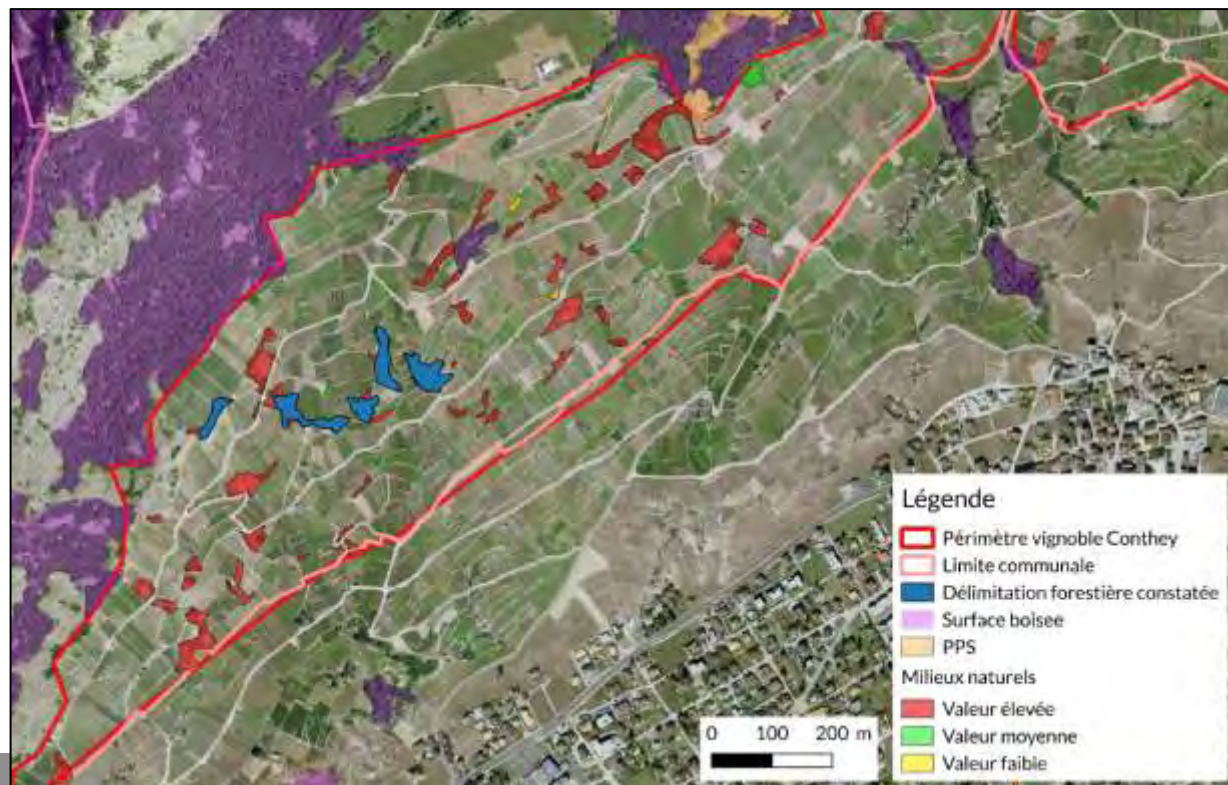 Légende
Périmètre vignoble Conthey
Limite communale
Délimitation forestière constatée
Surface boisee
PPS
Milieux naturels
Valeur élevée
Valeur moyenne
Valeur faible
0 100 200 m